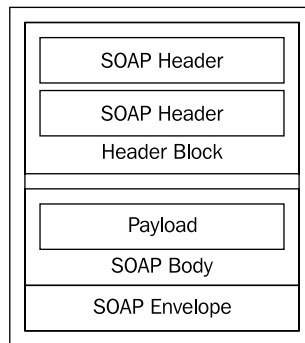 SOAP Header
SOAP Header
Header Block
Payload
SOAP Body
SOAP Envelope